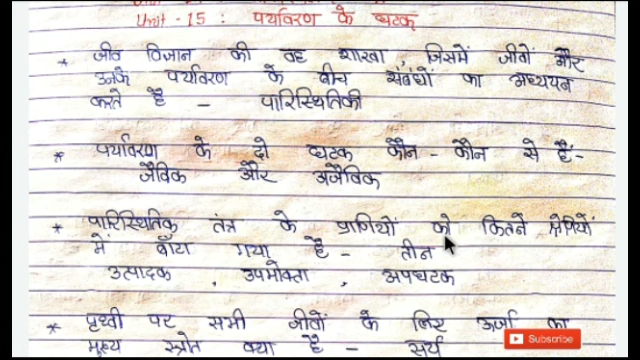 Unit - 15 : पर्यावरण के घटक
* जीव विज्ञान की वह शाखा, जिसमें जीवों और
उनके पर्यावरण के बीच संबंधों का अध्ययन
करते है - पारिस्थितिकी
* पर्यावरण के दो घटक कौन - कौन से हैं-
जैविक और अजैविक
* पारिस्थितिक तंत्र के प्राणियों को कितने श्रेणियों
में बाँटा गया है - तीन
उत्पादक , उपभोक्ता , अपघटक
* पृथ्वी पर सभी जीवों के लिए ऊर्जा का
मुख्य स्त्रोत क्या है - सूर्य
Subscribe